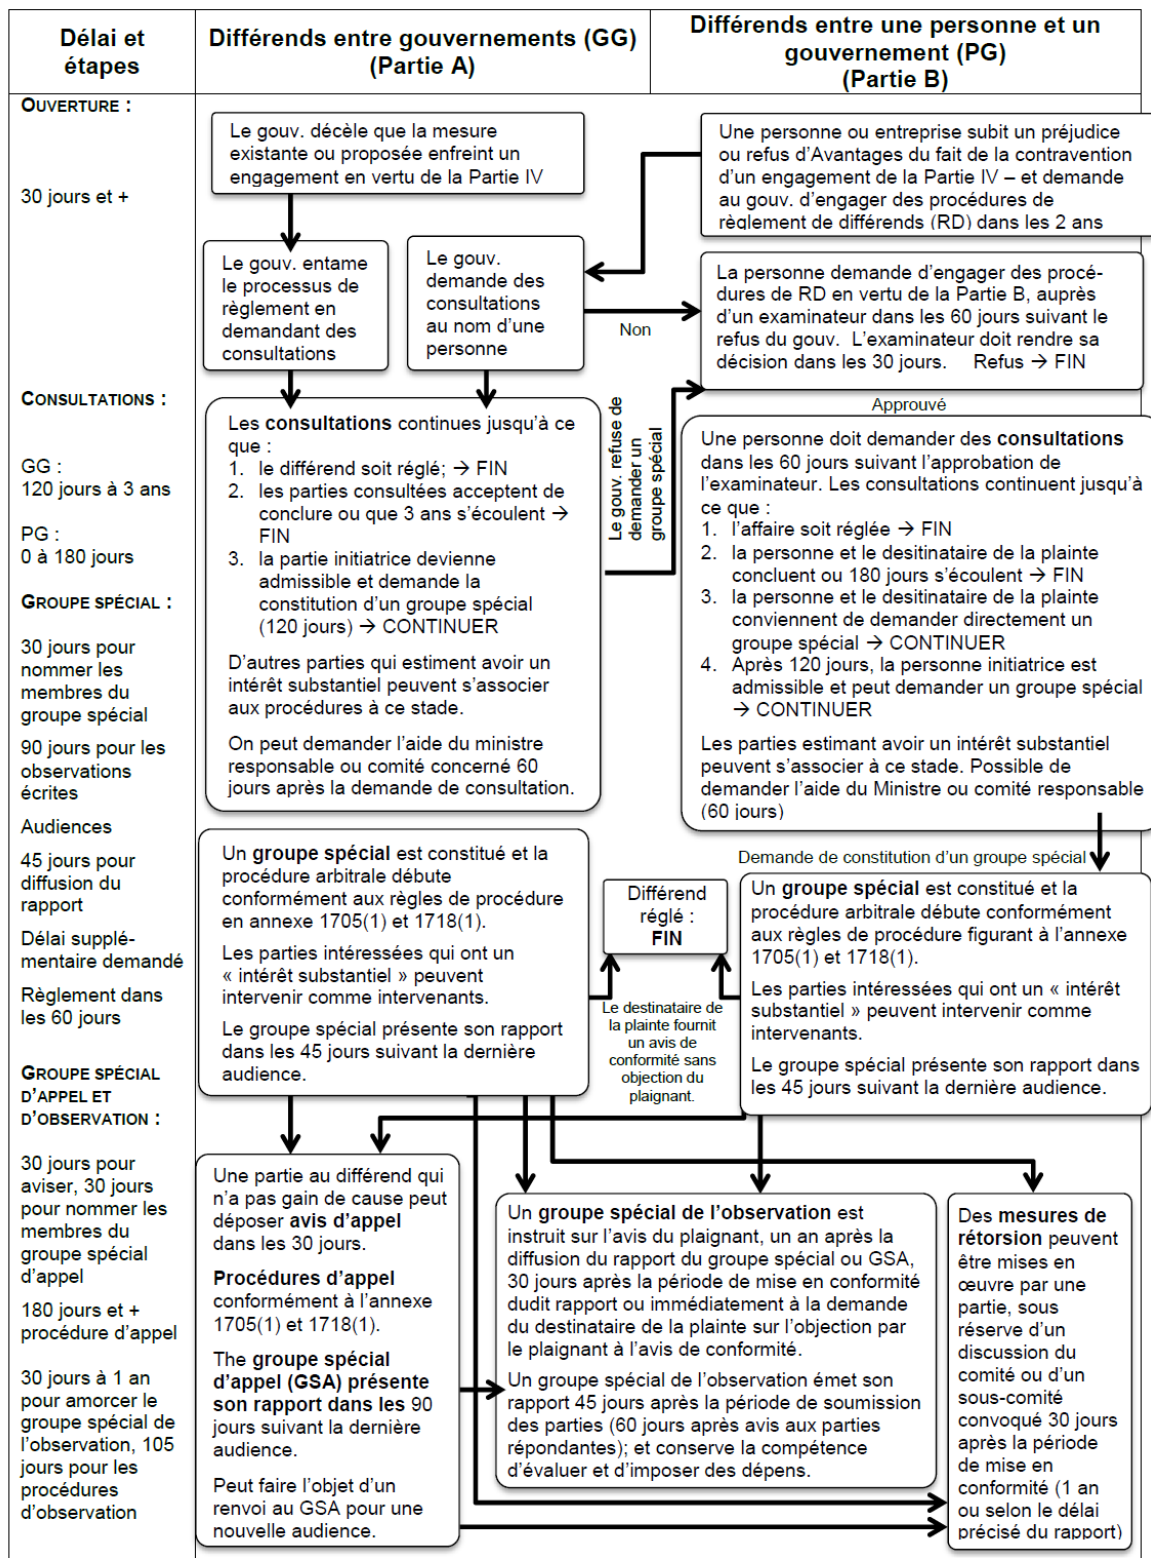 Délai et
étapes
Différends entre gouvernements (GG)
(Partie A)
Différends entre une personne et un
gouvernement (PG)
(Partie B)
OUVERTURE :
30 jours et +
CONSULTATIONS :
GG :
120 jours à 3 ans
PG :
0 à 180 jours
GROUPE SPÉCIAL :
30 jours pour
nommer les
membres du
groupe spécial
90 jours pour les
observations
écrites
Audiences
45 jours pour
diffusion du
rapport
Délai supplé-
mentaire demandé
Règlement dans
les 60 jours
GROUPE SPÉCIAL
D'APPEL ET
D'OBSERVATION :
30 jours pour
aviser, 30 jours
pour nommer les
membres du
groupe spécial
d'appel
180 jours et +
procédure d'appel
30 jours à 1 an
pour amorcer le
groupe spécial de
l'observation, 105
jours pour les
procédures
d'observation
Le gouv. décèle que la mesure
existante ou proposée enfreint un
engagement en vertu de la Partie IV
Une personne ou entreprise subit un préjudice
ou refus d'Avantages du fait de la contravention
d'un engagement de la Partie IV – et demande
au gouv. d'engager des procédures de
règlement de différends (RD) dans les 2 ans
Le gouv. entame
le processus de
règlement en
demandant des
consultations
Le gouv.
demande des
consultations
au nom d'une
personne
Non
La personne demande d'engager des procé-
dures de RD en vertu de la Partie B, auprès
d'un examinateur dans les 60 jours suivant le
refus du gouv. L'examinateur doit rendre sa
décision dans les 30 jours. Refus → FIN
Approuvé
Les consultations continues jusqu'à ce
que :
1. le différend soit réglé; → FIN
2. les parties consultées acceptent de
conclure ou que 3 ans s'écoulent →
FIN
3. la partie initiatrice devienne
admissible et demande la
constitution d'un groupe spécial
(120 jours) → CONTINUER
D'autres parties qui estiment avoir un
intérêt substantiel peuvent s'associer
aux procédures à ce stade.
On peut demander l'aide du ministre
responsable ou comité concerné 60
jours après la demande de consultation.
Le gouv. refuse de
demander un
groupe spécial
Une personne doit demander des consultations
dans les 60 jours suivant l'approbation de
l'examinateur. Les consultations continuent jusqu'à
ce que :
1. l'affaire soit réglée → FIN
2. la personne et le desitinataire de la plainte
concluent ou 180 jours s'écoulent → FIN
3. la personne et le desitinataire de la plainte
conviennent de demander directement un
groupe spécial → CONTINUER
4. Après 120 jours, la personne initiatrice est
admissible et peut demander un groupe spécial
→ CONTINUER
Les parties estimant avoir un intérêt substantiel
peuvent s'associer à ce stade. Possible de
demander l'aide du Ministre ou comité responsable
(60 jours)
Demande de constitution d'un groupe spécial
Un groupe spécial est constitué et la
procédure arbitrale débute
conformément aux règles de procédure
en annexe 1705(1) et 1718(1).
Les parties intéressées qui ont un
« intérêt substantiel » peuvent
intervenir comme intervenants.
Le groupe spécial présente son rapport
dans les 45 jours suivant la dernière
audience.
Différend
réglé :
FIN
Le destinataire de
la plainte fournit
un avis de
conformité sans
objection du
plaignant.
Un groupe spécial est constitué et la
procédure arbitrale débute conformément
aux règles de procédure figurant à l'annexe
1705(1) et 1718(1).
Les parties intéressées qui ont un « intérêt
substantiel » peuvent intervenir comme
intervenants.
Le groupe spécial présente son rapport dans
les 45 jours suivant la dernière audience.
Une partie au différend qui
n'a pas gain de cause peut
déposer avis d'appel
dans les 30 jours.
Procédures d'appel
conformément à l'annexe
1705(1) et 1718(1).
The groupe spécial
d'appel (GSA) présente
son rapport dans les 90
jours suivant la dernière
audience.
Peut faire l'objet d'un
renvoi au GSA pour une
nouvelle audience.
Un groupe spécial de l'observation est
instruit sur l'avis du plaignant, un an après la
diffusion du rapport du groupe spécial ou GSA,
30 jours après la période de mise en conformité
dudit rapport ou immédiatement à la demande
du destinataire de la plainte sur l'objection par
le plaignant à l'avis de conformité.
Un groupe spécial de l'observation émet son
rapport 45 jours après la période de soumission
des parties (60 jours après avis aux parties
répondantes); et conserve la compétence
d'évaluer et d'imposer des dépens.
Des mesures de
rétorsion peuvent
être mises en
œuvre par une
partie, sous
réserve d'un
discussion du
comité ou d'un
sous-comité
convoqué 30 jours
après la période
de mise en
conformité (1 an
ou selon le délai
précisé du rapport)